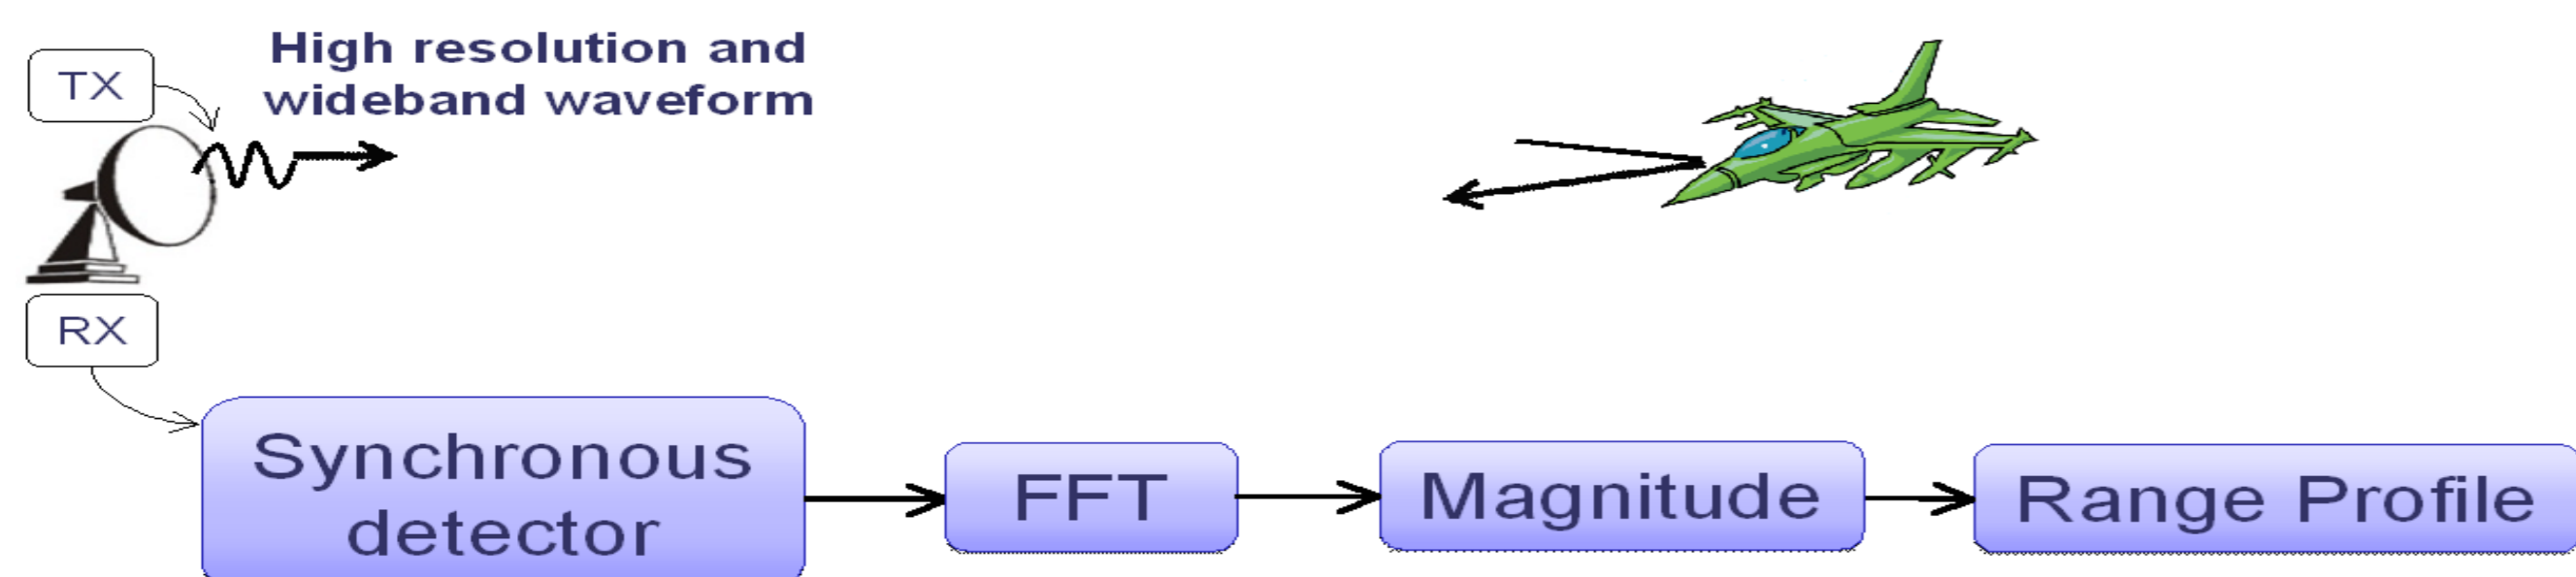 High resolution and
wideband waveform
TX
RX
Synchronous
detector
FFT
Magnitude
Range Profile